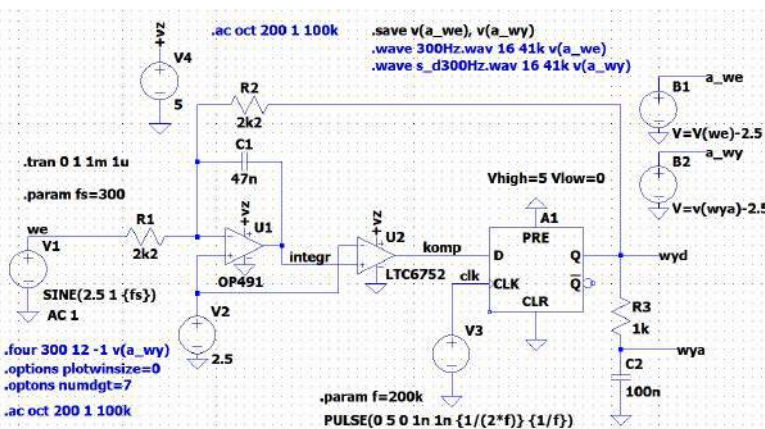 .ac oct 200 1 100k
.save v(a_we), v(a_wy)
.wave 300Hz.wav 16 41k v(a_we)
.wave s_d300Hz.wav 16 41k v(a_wy)
+vz
V4
5
R2
2k2
C1
47n
B1
a_we
V=V(we)-2.5
B2
a_wy
V=v(wya)-2.5
.tran 0 1 1m 1u
.param fs=300
Vhigh=5 Vlow=0
we
V1
R1
2k2
+vz
U1
OP491
integr
+vz
U2
LTC6752
komp
A1
PRE
D
Q
CLK
Q
CLR
clk
wyd
SINE(2.5 1 {fs})
AC 1
V2
2.5
V3
R3
1k
wya
C2
100n
.four 300 12 -1 v(a_wy)
.options plotwinsize=0
.optons numdgt=7
.ac oct 200 1 100k
.param f=200k
PULSE(0 5 0 1n 1n {1/(2*f)} {1/f})